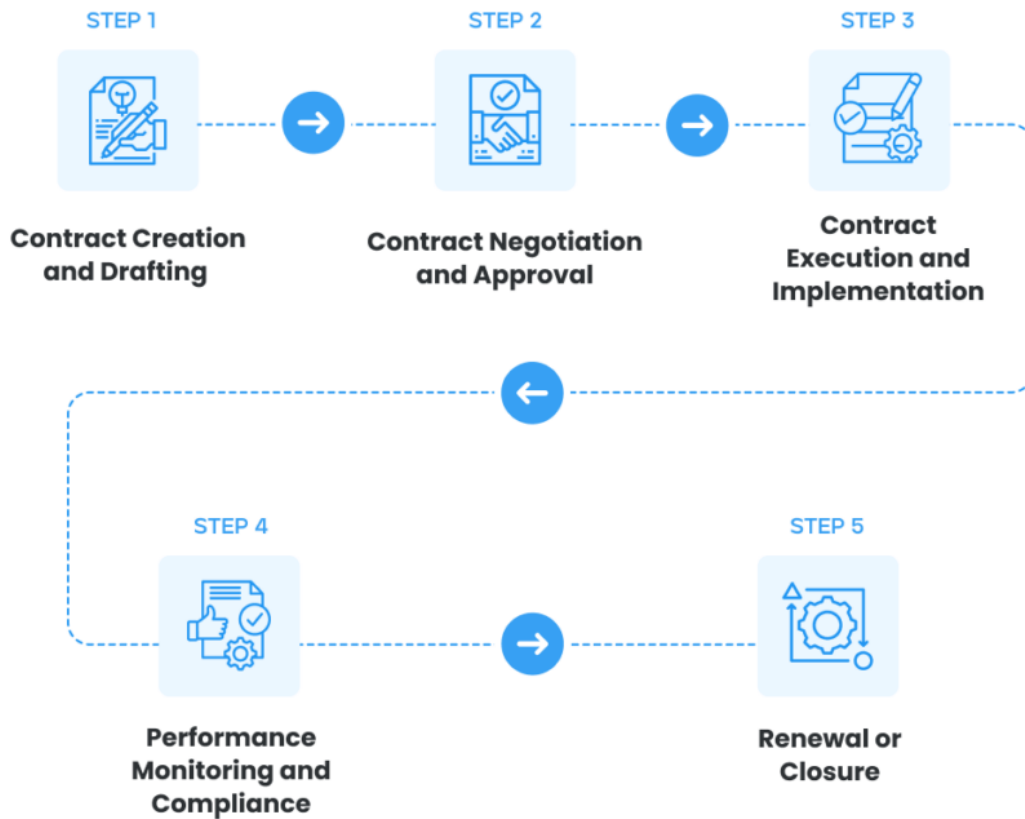 STEP 1
STEP 2
STEP 3
Contract Creation
and Drafting
Contract Negotiation
and Approval
Contract
Execution and
Implementation
STEP 4
STEP 5
Performance
Monitoring and
Compliance
Renewal or
Closure